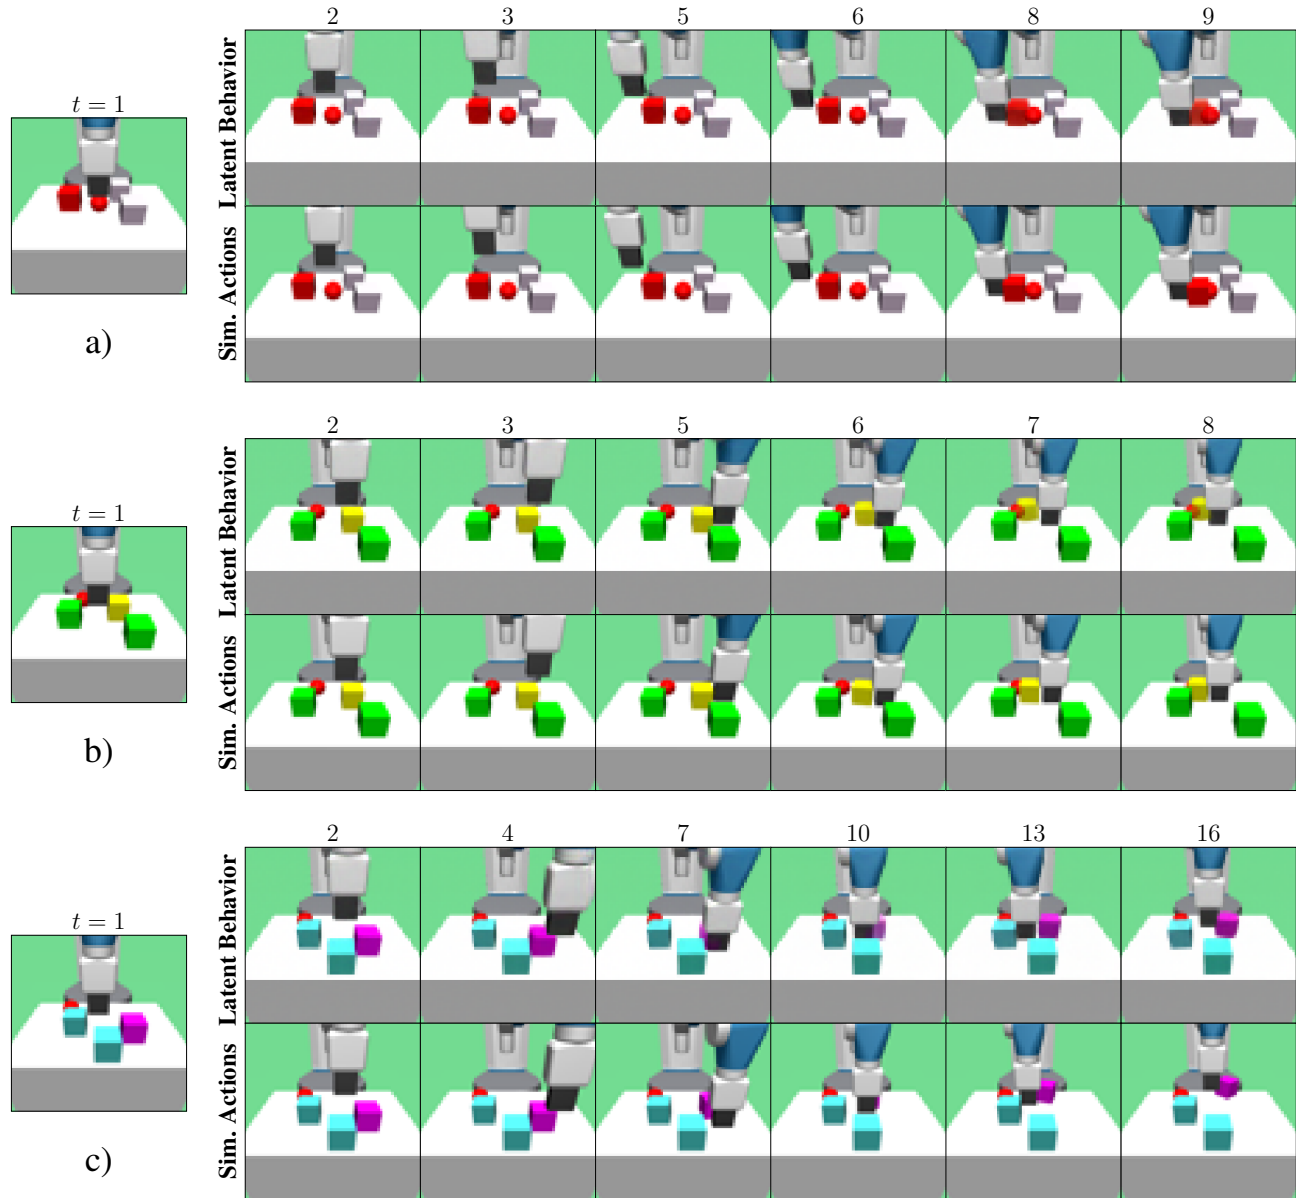 2 3 5 6 8 9
t = 1
Latent Behavior
Sim. Actions
a)
2 3 5 6 7 8
t = 1
Latent Behavior
Sim. Actions
b)
2 4 7 10 13 16
t = 1
Latent Behavior
Sim. Actions
c)